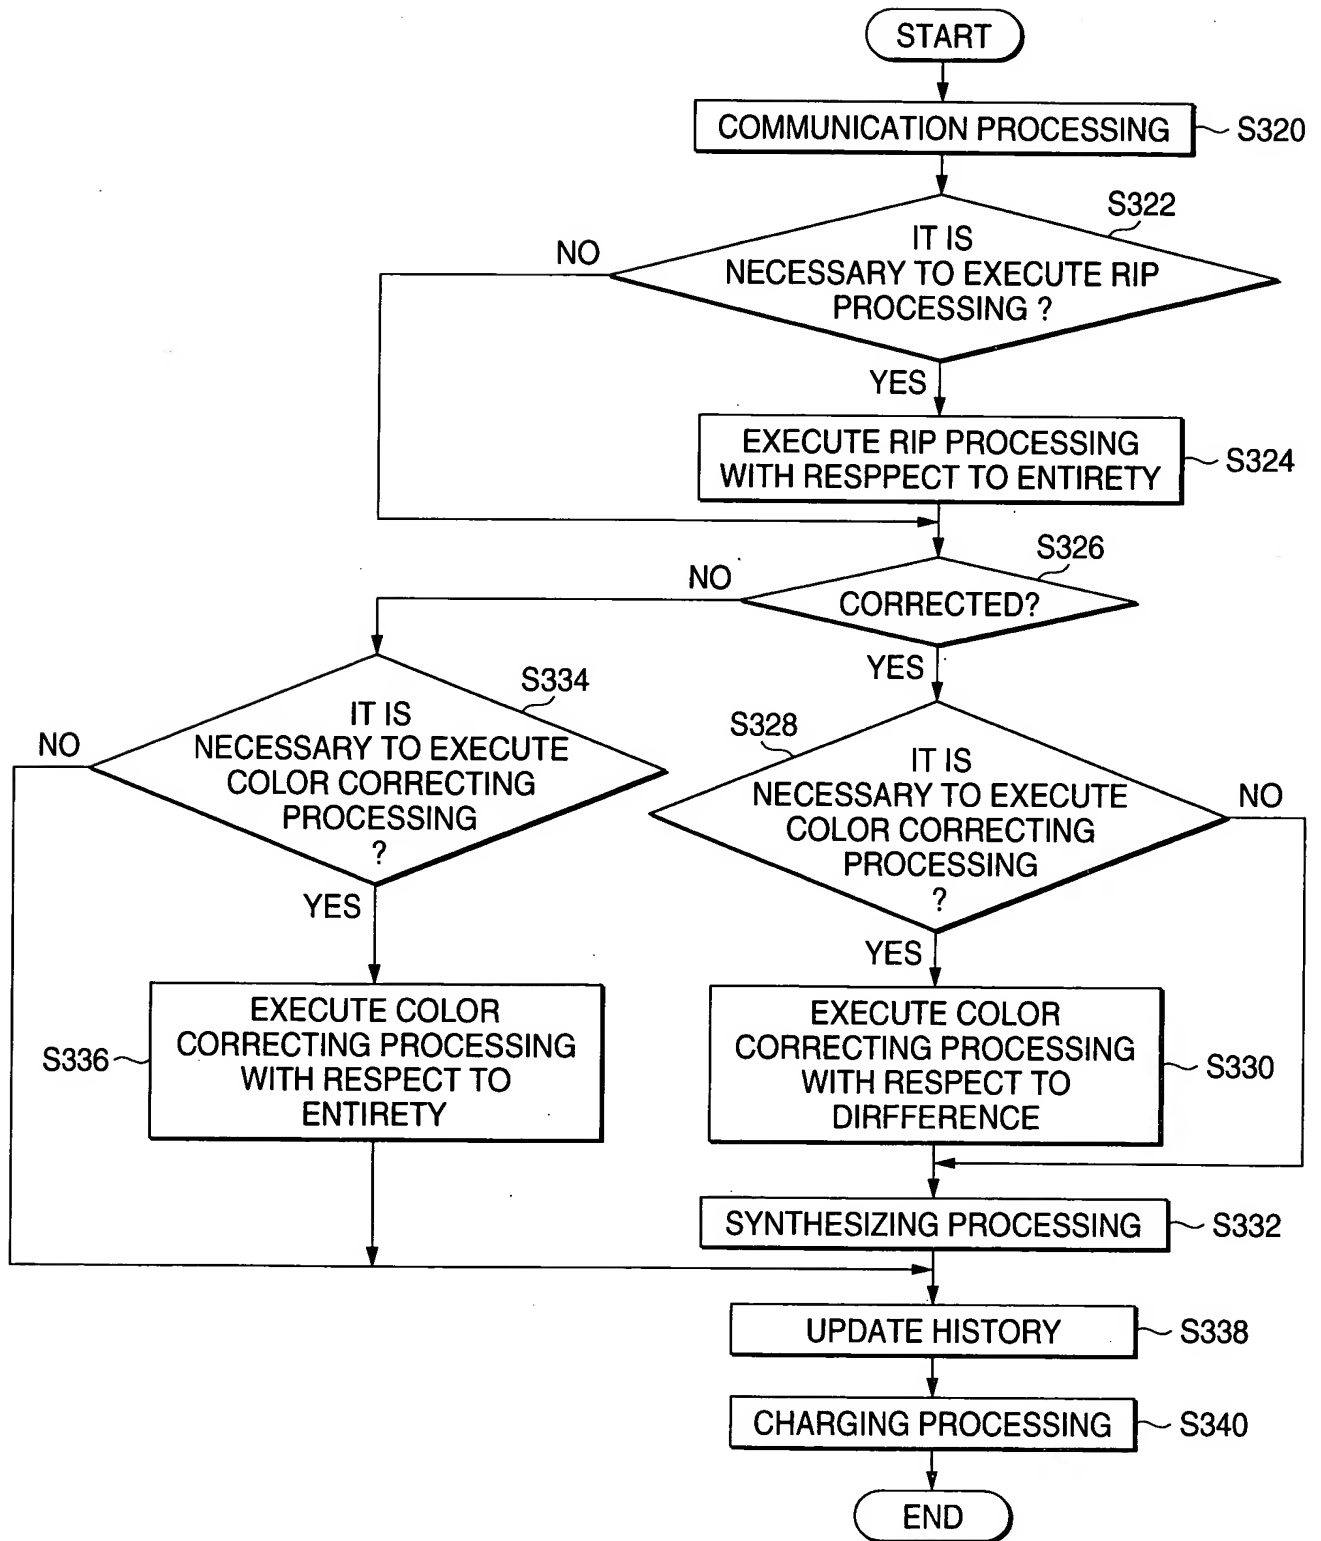 START
COMMUNICATION PROCESSING
S320
S322
IT IS
NECESSARY TO EXECUTE RIP
PROCESSING ?
NO
YES
EXECUTE RIP PROCESSING
WITH RESPPECT TO ENTIRETY
S324
S326
CORRECTED?
NO
YES
S334
IT IS
NECESSARY TO EXECUTE
COLOR CORRECTING
PROCESSING
?
NO
YES
S328
IT IS
NECESSARY TO EXECUTE
COLOR CORRECTING
PROCESSING
?
NO
YES
S336
EXECUTE COLOR
CORRECTING PROCESSING
WITH RESPECT TO
ENTIRETY
EXECUTE COLOR
CORRECTING PROCESSING
WITH RESPECT TO
DIRFFERENCE
S330
SYNTHESIZING PROCESSING
S332
UPDATE HISTORY
S338
CHARGING PROCESSING
S340
END